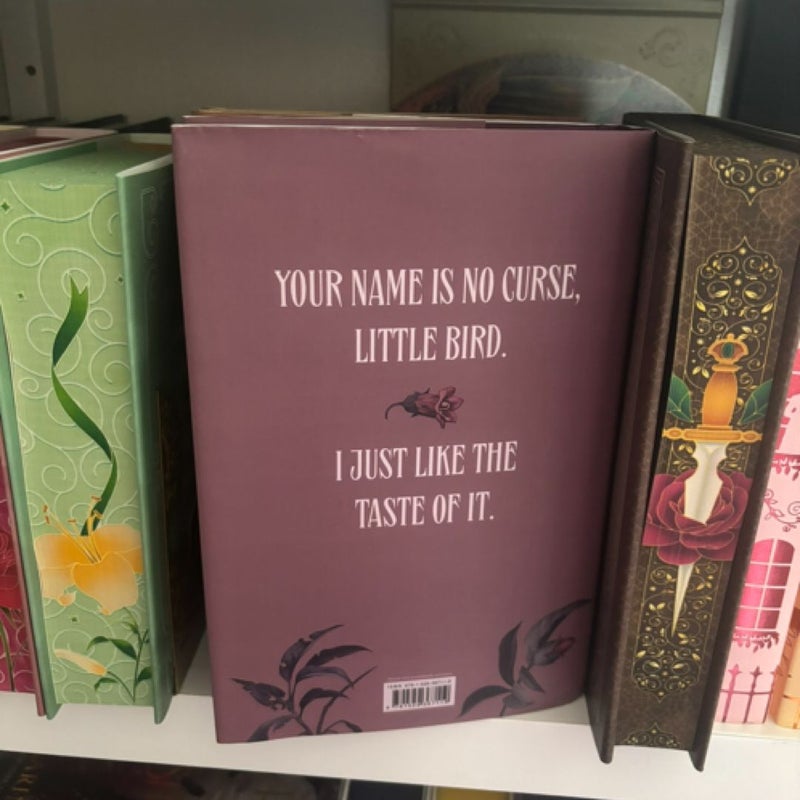 YOUR NAME IS NO CURSE,
LITTLE BIRD.
I JUST LIKE THE
TASTE OF IT.